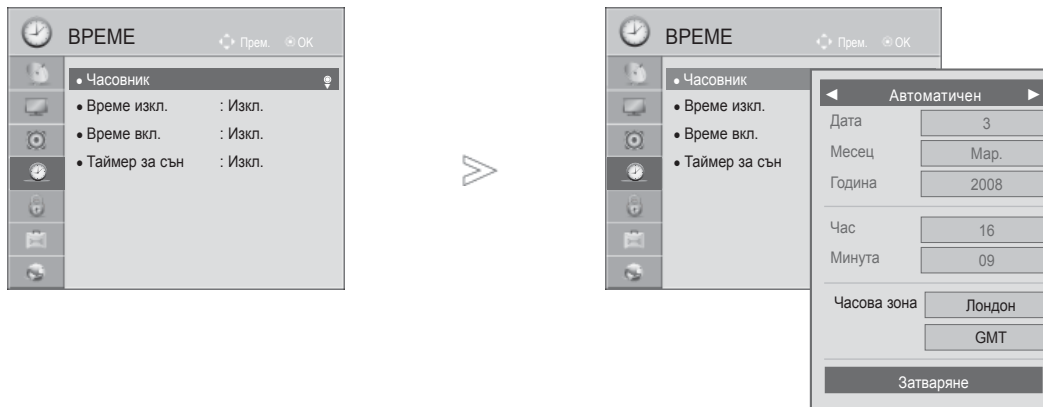 ВРЕМЕ Прем. OK
• Часовник
• Време изкл. : Изкл.
• Време вкл. : Изкл.
• Таймер за сън : Изкл.
ВРЕМЕ Прем. OK
• Часовник
• Време изкл.
• Време вкл.
• Таймер за сън
◄ Автоматичен ►
Дата 3
Месец Мар.
Година 2008
Час 16
Минута 09
Часова зона Лондон
GMT
Затваряне